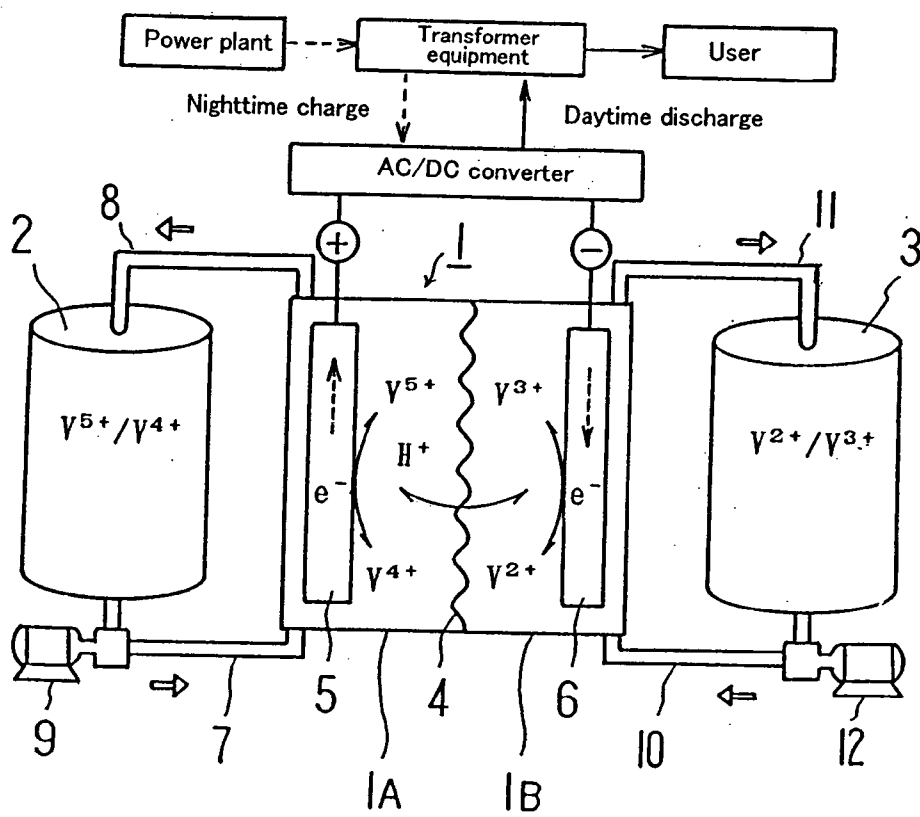 Power plant
Transformer
equipment
User
Nighttime charge
Daytime discharge
AC/DC converter
8
11
2
+
1
−
3
V⁵⁺/V⁴⁺
V⁵⁺
V³⁺
V²⁺/V³⁺
H⁺
e⁻
e⁻
V⁴⁺
V²⁺
9
7
5
4
6
10
12
1A
1B